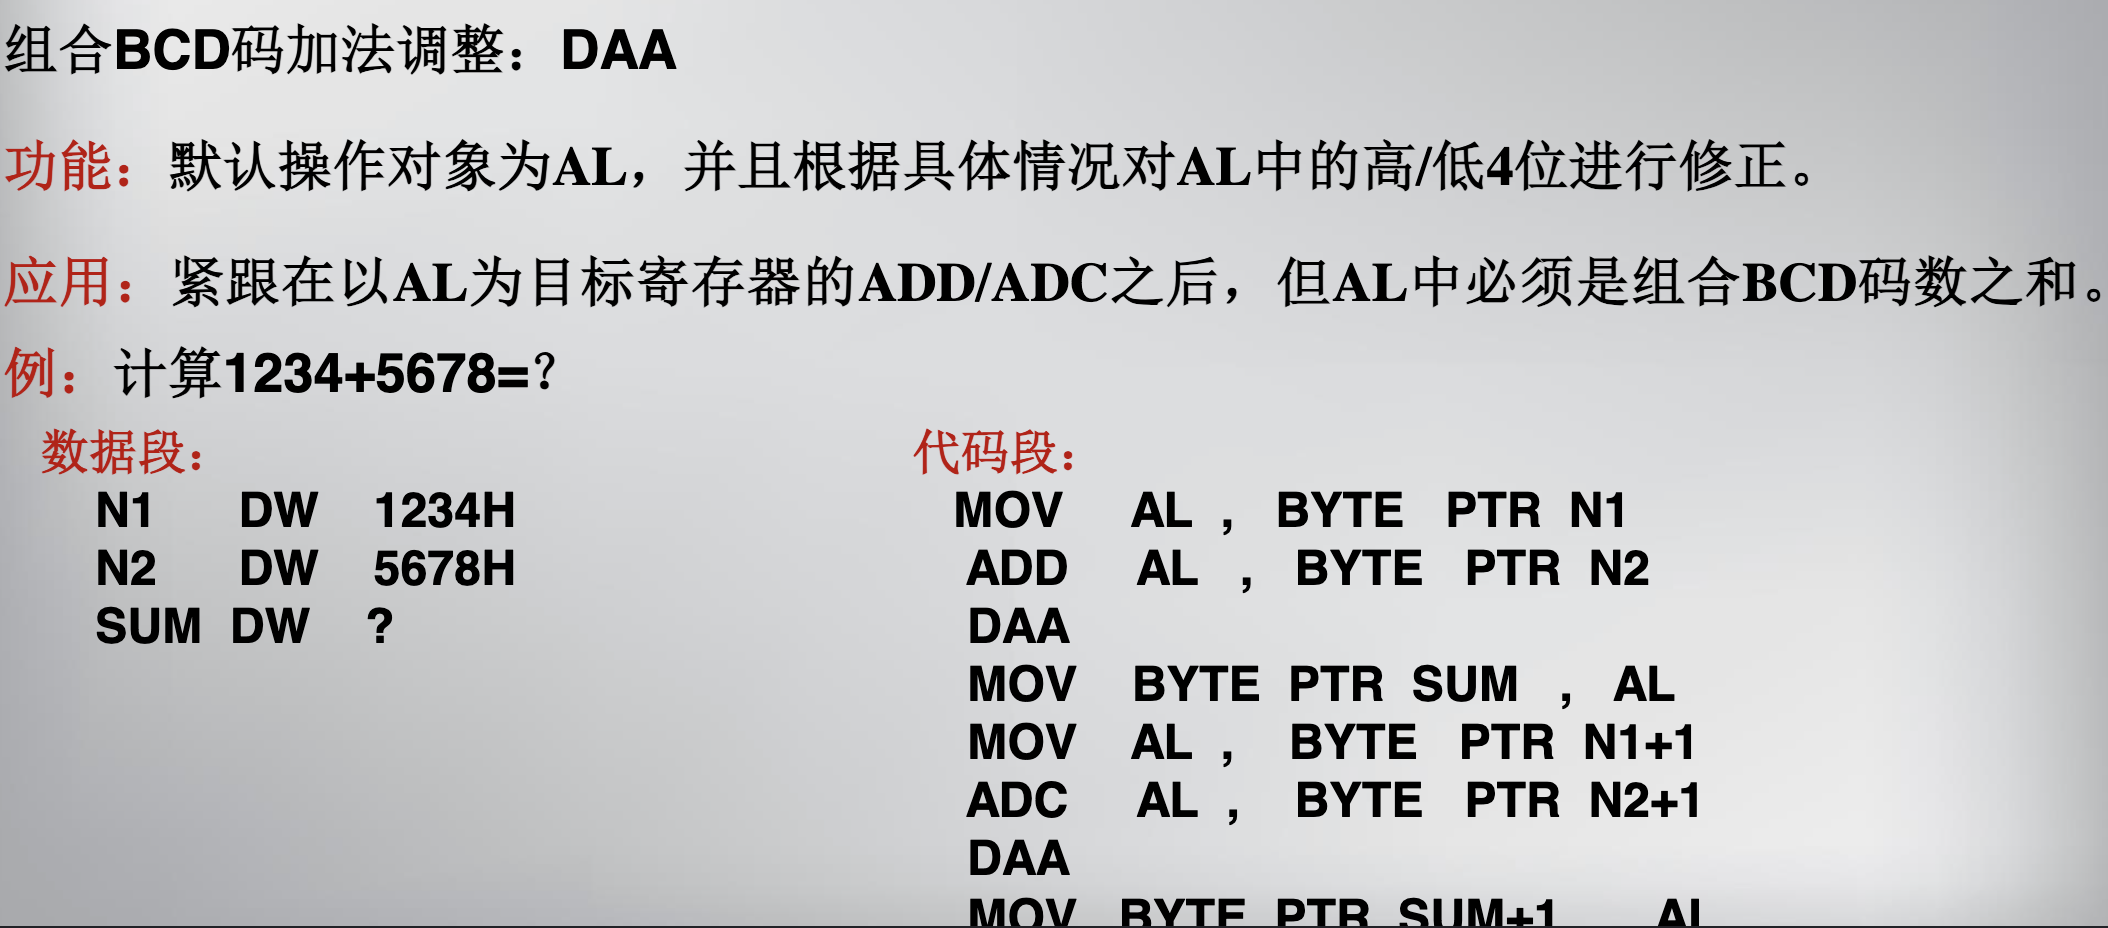 组合BCD码加法调整：DAA
功能：默认操作对象为AL，并且根据具体情况对AL中的高/低4位进行修正。
应用：紧跟在以AL为目标寄存器的ADD/ADC之后，但AL中必须是组合BCD码数之和。
例：计算1234+5678=？
数据段：
N1 DW 1234H
N2 DW 5678H
SUM DW ?
代码段：
MOV AL , BYTE PTR N1
ADD AL , BYTE PTR N2
DAA
MOV BYTE PTR SUM , AL
MOV AL , BYTE PTR N1+1
ADC AL , BYTE PTR N2+1
DAA
MOV BYTE PTR SUM+1 AL